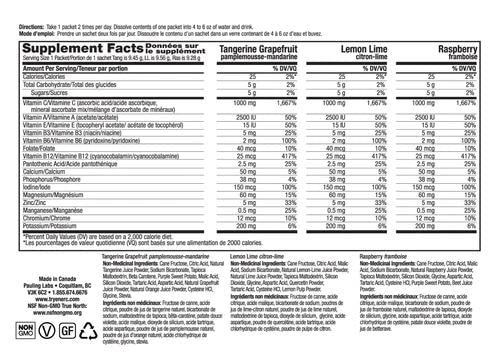 Directions: Take 1 packet 2 times per day. Dissolve contents of one packet into 4 to 6 oz of water and drink.
Mode d'emploi: Prendre un sachet deux fois par jour. Dissoudre le contenu d'un sachet dans un verre contenant de 4 à 6 oz d'eau et buvez.
Supplement Facts Données sur le supplément
Serving Size 1 Packet/Portion de 1 sachet Tang is 9.45 g, LL is 9.56 g, Ras is 9.28 g
Tangerine Grapefruit
pamplemousse-mandarine
Lemon Lime
citron-lime
Raspberry
framboise
Amount Per Serving/Teneur par portion % DV/VQ % DV/VQ % DV/VQ
Calories/Calories 25 2%* 25 2%* 25 2%*
Total Carbohydrate/Total des glucides 5 g 2% 5 g 2% 5 g 2%
Sugars/Sucres 5 g 2% 5 g 2% 5 g 2%
Vitamin C/Vitamine C (ascorbic acid/acide ascorbique, 1000 mg 1,667% 1000 mg 1,667% 1000 mg 1,667%
mineral ascorbate mix/mélange d'ascorbate de minéraux)
Vitamin A/Vitamine A (acetate/acétate) 2500 IU 50% 2500 IU 50% 2500 IU 50%
Vitamin E/Vitamine E (tocopheryl acetate/ acétate de tocophérol) 15 IU 50% 15 IU 50% 15 IU 50%
Vitamin B3/Vitamine B3 (niacin/niacine) 5 mg 25% 5 mg 25% 5 mg 25%
Vitamin B6/Vitamine B6 (pyridoxine/pyridoxine) 2 mg 100% 2 mg 100% 2 mg 100%
Folate/Folate 40 mcg 10% 40 mcg 10% 40 mcg 10%
Vitamin B12/Vitamine B12 (cyanocobalamin/cyanocobalamine) 25 mcg 417% 25 mcg 417% 25 mcg 417%
Pantothenic Acid/Acide pantothénique 2.5 mg 25% 2.5 mg 25% 2.5 mg 25%
Calcium/Calcium 50 mg 5% 50 mg 5% 50 mg 5%
Phosphorus/Phosphore 38 mg 4% 38 mg 4% 38 mg 4%
Iodine/Iode 150 mcg 100% 150 mcg 100% 150 mcg 100%
Magnesium/Magnésium 60 mg 15% 60 mg 15% 60 mg 15%
Zinc/Zinc 5 mg 33% 5 mg 33% 5 mg 33%
Manganese/Manganèse 0.5 mg 25% 0.5 mg 25% 0.5 mg 25%
Chromium/Chrome 12 mcg 10% 12 mcg 10% 12 mcg 10%
Potassium/Potassium 200 mg 6% 200 mg 6% 200 mg 6%
*Percent Daily Values (DV) are based on a 2,000 calorie diet.
*Les pourcentages de valeur quotidienne (VQ) sont basés sur une alimentation de 2000 calories.
Made in Canada
Pauling Labs • Coquitlam, BC
V3K 6C2 • 1.855.674.6676
www.tryeners.com
NSF Non-GMO True North:
www.nsfnongmo.org
NON GMO
V
GF
Tangerine Grapefruit pamplemousse-mandarine
Non-Medicinal Ingredients: Cane Fructose, Citric Acid, Natural
Tangerine Juice Powder, Sodium Bicarbonate, Tapioca
Maltodextrin, Beta Carotene, Purple Sweet Potato, Malic Acid,
Silicon Dioxide, Tartaric Acid, Aspartic Acid, Natural Grapefruit
Juice Powder, Natural Orange Juice Powder, Cysteine HCL,
Glycine, Stevia.
Ingrédients non médicinaux: Fructose de canne, acide
citrique, poudre de jus de tangerine naturel, bicarbonate de
sodium, maltodextrine de tapioca, bêta-carotène, patate douce
violette, acide malique, dioxyde de silicium, acide tartrique,
acide aspartique, poudre de jus de pamplemousse naturel,
poudre de jus d'orange naturel, acide chlorhydrique de
cystéine, glycine, stevia.
Lemon Lime citron-lime
Non-Medicinal Ingredients: Cane Fructose, Citric Acid, Malic
Acid, Sodium Bicarbonate, Natural Lemon-Lime Juice Powder,
Natural Lime Juice Powder, Tapioca Maltodextrin, Silicon
Dioxide, Glycine, Aspartic Acid, Quercetin Powder,
Tartaric Acid, Cysteine HCL, Lemon Pulp Powder.
Ingrédients non médicinaux: Fructose de canne, acide
citrique, acide malique, bicarbonate de sodium, poudres de
jus de lime-citron naturel, poudre de jus de lime naturel,
maltodextrine de tapioca, dioxyde de silicium, glycine, acide
aspartique, poudre de quercétine, acide tartrique, acide
chlorhydrique de cystéine, poudre de pulpe de citron.
Raspberry framboise
Non-Medicinal Ingredients: Cane Fructose, Citric Acid, Malic
Acid, Sodium Bicarbonate, Natural Raspberry Juice Powder,
Tapioca Maltodextrin, Silicon Dioxide, Glycine, Aspartic Acid,
Tartaric Acid, Cysteine HCL, Purple Sweet Potato, Beet Juice
Powder.
Ingrédients non médicinaux: Fructose de canne, acide
citrique, acide malique, bicarbonate de sodium, poudre de jus
de framboise naturel, maltodextrine de tapioca, dioxyde de
silicium, glycine, acide aspartique, acide tartrique, acide
chlorhydrique de cystéine, patate douce violette, poudre de
jus de betterave.